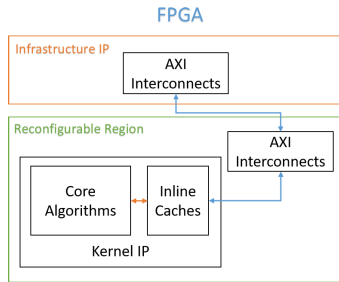 FPGA
Infrastructure IP
AXI
Interconnects
Reconfigurable Region
AXI
Interconnects
Core
Algorithms
Inline
Caches
Kernel IP